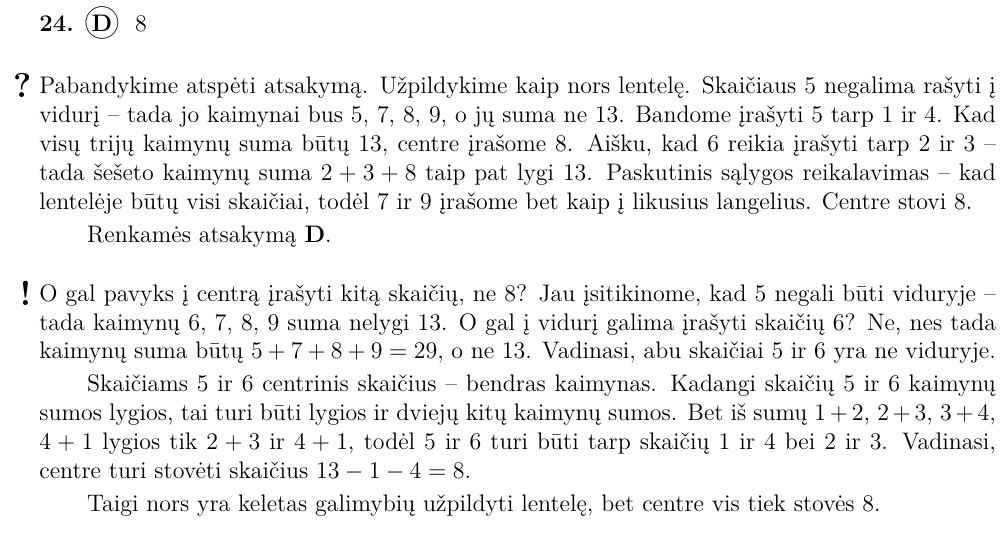 24. D 8
? Pabandykime atspėti atsakymą. Užpildykime kaip nors lentelę. Skaičiaus 5 negalima rašyti į
vidurį – tada jo kaimynai bus 5, 7, 8, 9, o jų suma ne 13. Bandome įrašyti 5 tarp 1 ir 4. Kad
visų trijų kaimynų suma būtų 13, centre įrašome 8. Aišku, kad 6 reikia įrašyti tarp 2 ir 3 –
tada šešeto kaimynų suma 2 + 3 + 8 taip pat lygi 13. Paskutinis sąlygos reikalavimas – kad
lentelėje būtų visi skaičiai, todėl 7 ir 9 įrašome bet kaip į likusius langelius. Centre stovi 8.
Renkamės atsakymą D.
! O gal pavyks į centrą įrašyti kitą skaičių, ne 8? Jau įsitikinome, kad 5 negali būti viduryje –
tada kaimynų 6, 7, 8, 9 suma nelygi 13. O gal į vidurį galima įrašyti skaičių 6? Ne, nes tada
kaimynų suma būtų 5 + 7 + 8 + 9 = 29, o ne 13. Vadinasi, abu skaičiai 5 ir 6 yra ne viduryje.
Skaičiams 5 ir 6 centrinis skaičius – bendras kaimynas. Kadangi skaičių 5 ir 6 kaimynų
sumos lygios, tai turi būti lygios ir dviejų kitų kaimynų sumos. Bet iš sumų 1 + 2, 2 + 3, 3 + 4,
4 + 1 lygios tik 2 + 3 ir 4 + 1, todėl 5 ir 6 turi būti tarp skaičių 1 ir 4 bei 2 ir 3. Vadinasi,
centre turi stovėti skaičius 13 − 1 − 4 = 8.
Taigi nors yra keletas galimybių užpildyti lentelę, bet centre vis tiek stovės 8.